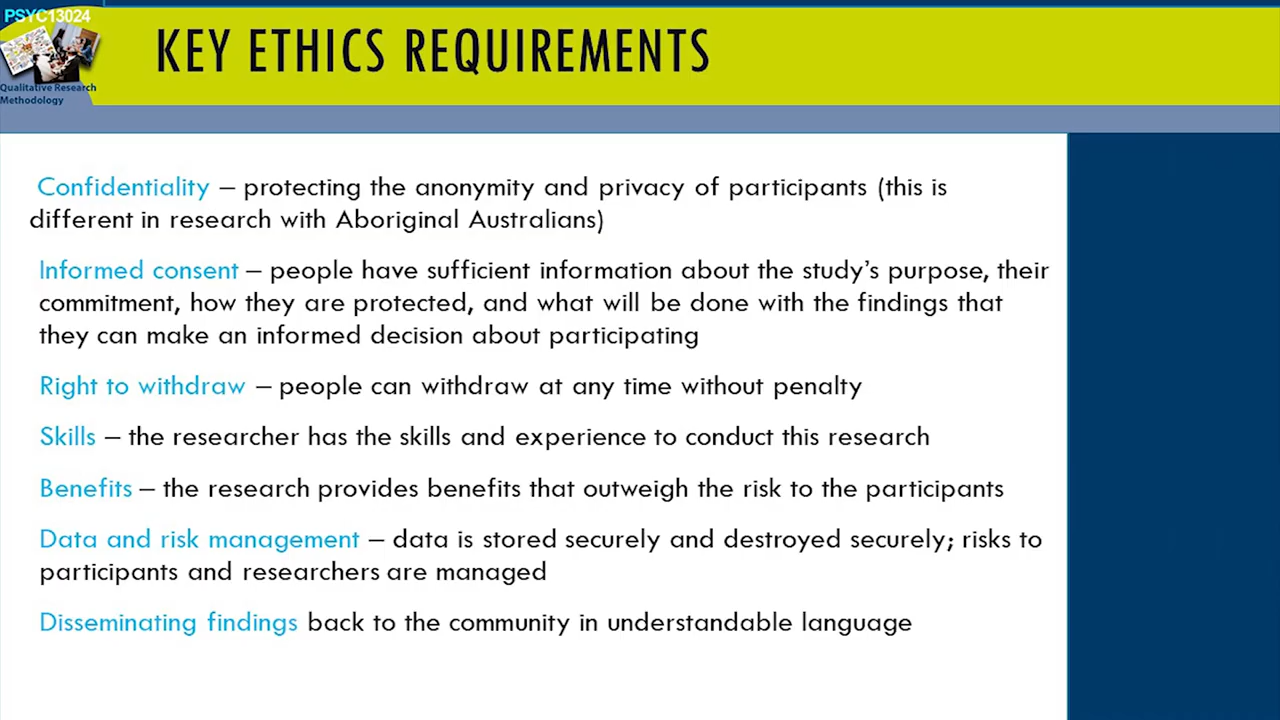 PSYC13024
Qualitative Research
Methodology
KEY ETHICS REQUIREMENTS
Confidentiality – protecting the anonymity and privacy of participants (this is
different in research with Aboriginal Australians)
Informed consent – people have sufficient information about the study’s purpose, their
commitment, how they are protected, and what will be done with the findings that
they can make an informed decision about participating
Right to withdraw – people can withdraw at any time without penalty
Skills – the researcher has the skills and experience to conduct this research
Benefits – the research provides benefits that outweigh the risk to the participants
Data and risk management – data is stored securely and destroyed securely; risks to
participants and researchers are managed
Disseminating findings back to the community in understandable language